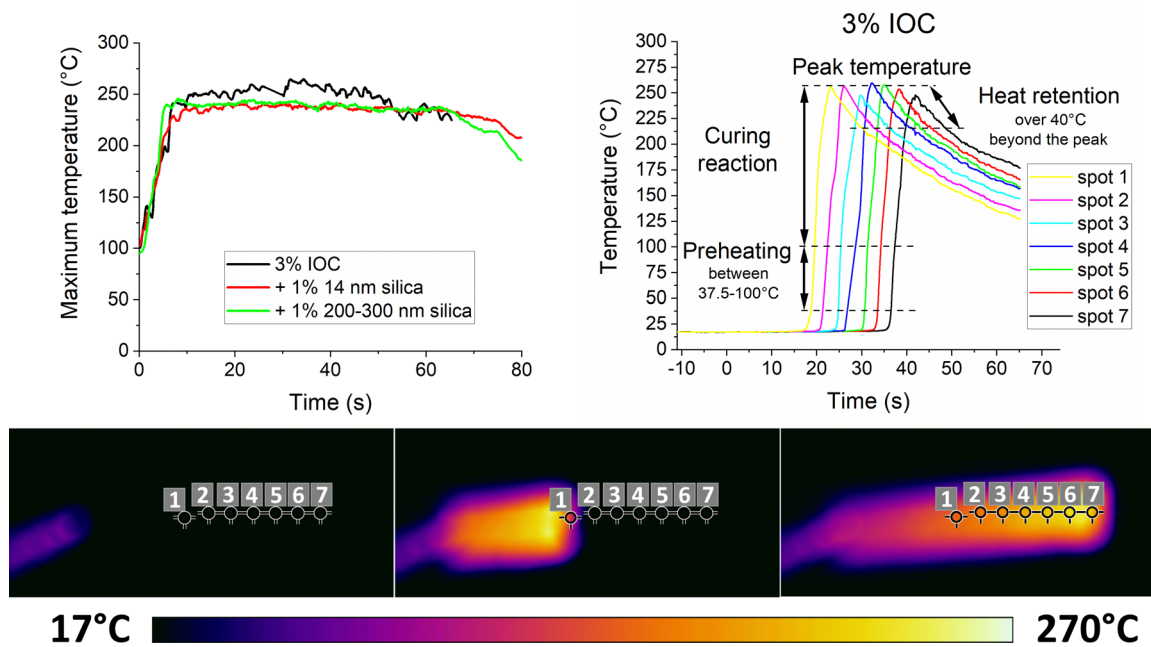 300
250
200
150
100
50
0
Maximum temperature (°C)
3% IOC
+ 1% 14 nm silica
+ 1% 200-300 nm silica
0
20
40
60
80
Time (s)
3% IOC
300
250
225
200
175
150
125
100
75
50
25
0
Temperature (°C)
Peak temperature
Curing
reaction
Heat retention
over 40°C
beyond the peak
Preheating
between
37.5-100°C
spot 1
spot 2
spot 3
spot 4
spot 5
spot 6
spot 7
-10
0
10
20
30
40
50
60
70
Time (s)
1 2 3 4 5 6 7
1 2 3 4 5 6 7
1 2 3 4 5 6 7
17°C
270°C